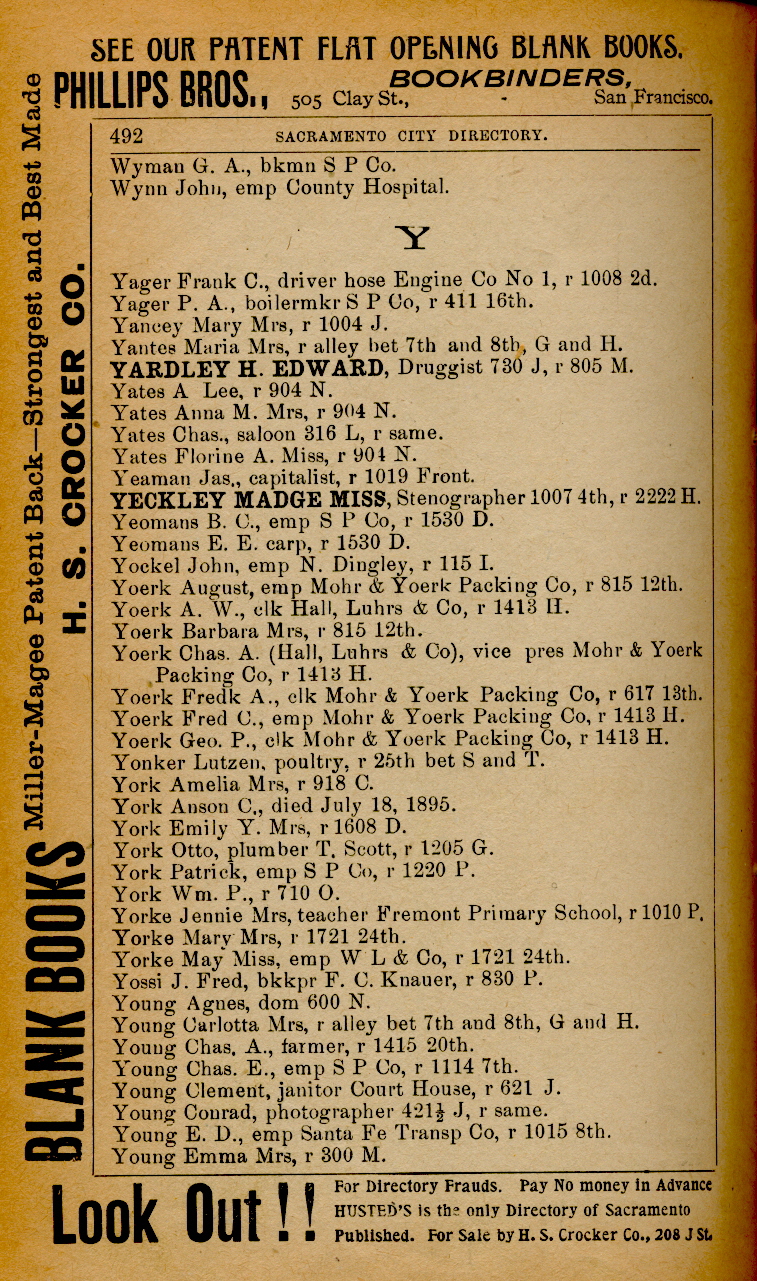 SEE OUR PATENT FLAT OPENING BLANK BOOKS.
PHILLIPS BROS., 505 Clay St., BOOKBINDERS, - San Francisco.
BLANK BOOKS Miller-Magee Patent Back—Strongest and Best Made
H. S. CROCKER CO.
492 SACRAMENTO CITY DIRECTORY.
Wyman G. A., bkmn S P Co.
Wynn John, emp County Hospital.
Y
Yager Frank C., driver hose Engine Co No 1, r 1008 2d.
Yager P. A., boilermkr S P Co, r 411 16th.
Yancey Mary Mrs, r 1004 J.
Yantes Maria Mrs, r alley bet 7th and 8th, G and H.
YARDLEY H. EDWARD, Druggist 730 J, r 805 M.
Yates A Lee, r 904 N.
Yates Anna M. Mrs, r 904 N.
Yates Chas., saloon 316 L, r same.
Yates Florine A. Miss, r 904 N.
Yeaman Jas., capitalist, r 1019 Front.
YECKLEY MADGE MISS, Stenographer 1007 4th, r 2222 H.
Yeomans B. C., emp S P Co, r 1530 D.
Yeomans E. E. carp, r 1530 D.
Yockel John, emp N. Dingley, r 115 I.
Yoerk August, emp Mohr & Yoerk Packing Co, r 815 12th.
Yoerk A. W., clk Hall, Luhrs & Co, r 1413 H.
Yoerk Barbara Mrs, r 815 12th.
Yoerk Chas. A. (Hall, Luhrs & Co), vice pres Mohr & Yoerk
Packing Co, r 1413 H.
Yoerk Fredk A., clk Mohr & Yoerk Packing Co, r 617 13th.
Yoerk Fred C., emp Mohr & Yoerk Packing Co, r 1413 H.
Yoerk Geo. P., clk Mohr & Yoerk Packing Co, r 1413 H.
Yonker Lutzen, poultry, r 25th bet S and T.
York Amelia Mrs, r 918 C.
York Anson C., died July 18, 1895.
York Emily Y. Mrs, r 1608 D.
York Otto, plumber T. Scott, r 1205 G.
York Patrick, emp S P Co, r 1220 P.
York Wm. P., r 710 O.
Yorke Jennie Mrs, teacher Fremont Primary School, r 1010 P.
Yorke Mary Mrs, r 1721 24th.
Yorke May Miss, emp W L & Co, r 1721 24th.
Yossi J. Fred, bkkpr F. C. Knauer, r 830 P.
Young Agnes, dom 600 N.
Young Carlotta Mrs, r alley bet 7th and 8th, G and H.
Young Chas. A., farmer, r 1415 20th.
Young Chas. E., emp S P Co, r 1114 7th.
Young Clement, janitor Court House, r 621 J.
Young Conrad, photographer 421½ J, r same.
Young E. D., emp Santa Fe Transp Co, r 1015 8th.
Young Emma Mrs, r 300 M.
Look Out!! For Directory Frauds. Pay No money in Advance
HUSTED'S is the only Directory of Sacramento
Published. For Sale by H. S. Crocker Co., 208 J St.